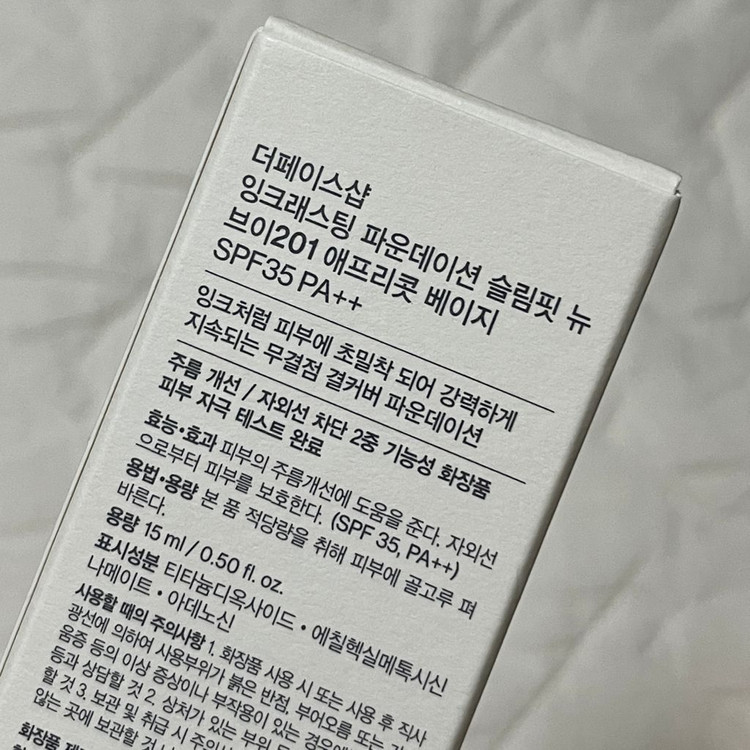 더페이스샵
잉크래스팅 파운데이션 슬림핏 뉴
브이201 애프리콧 베이지
SPF35 PA++
잉크처럼 피부에 초밀착 되어 강력하게
지속되는 무결점 결커버 파운데이션
주름 개선 / 자외선 차단 2중 기능성 화장품
피부 자극 테스트 완료
효능•효과 피부의 주름개선에 도움을 준다. 자외선
으로부터 피부를 보호한다. (SPF 35, PA++)
용법•용량 본 품 적당량을 취해 피부에 골고루 펴
바른다.
용량 15 ml / 0.50 fl. oz.
표시성분 티타늄디옥사이드 • 에칠헥실메톡시신
나메이트 • 아데노신
사용할 때의 주의사항 1. 화장품 사용 시 또는 사용 후 직사
광선에 의하여 사용부위가 붉은 반점, 부어오름 또는 가
움증 등의 이상 증상이나 부작용이 있는 경우에는
등과 상담할 것 2. 상처가 있는 부위
할 것 3. 보관 및 취급 시 주의
않는 곳에 보관할 것
화장품